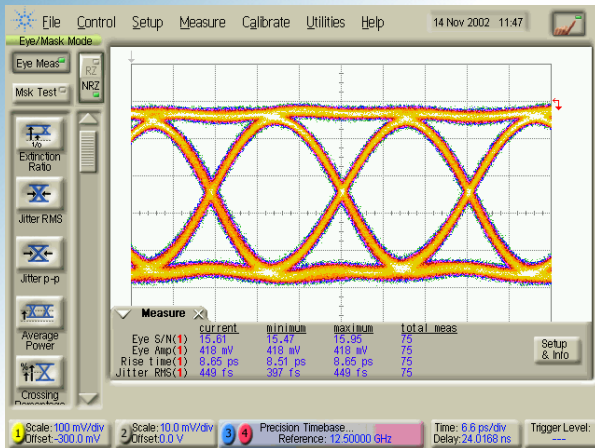 File Control Setup Measure Calibrate Utilities Help 14 Nov 2002 11:47
Eye/Mask Mode
Eye Meas
RZ
NRZ
Msk Test
1/0
Extinction
Ratio
Jitter RMS
Jitter p-p
Average
Power
%
Crossing
Percentage
Measure
current minimum maximum total meas
Eye S/N(1) 15.61 15.47 15.95 75
Eye Amp(1) 418 mV 418 mV 418 mV 75
Rise time(1) 8.65 ps 8.51 ps 8.65 ps 75
Jitter RMS(1) 449 fs 397 fs 449 fs 75
Setup
& Info
1 Scale:100 mV/div
Offset:-300.0 mV
2 Scale:10.0 mV/div
Offset:0.0 V
3 4 Precision Timebase...
Reference: 12.50000 GHz
Time: 6.6 ps/div
Delay:24.0168 ns
Trigger Level:
---